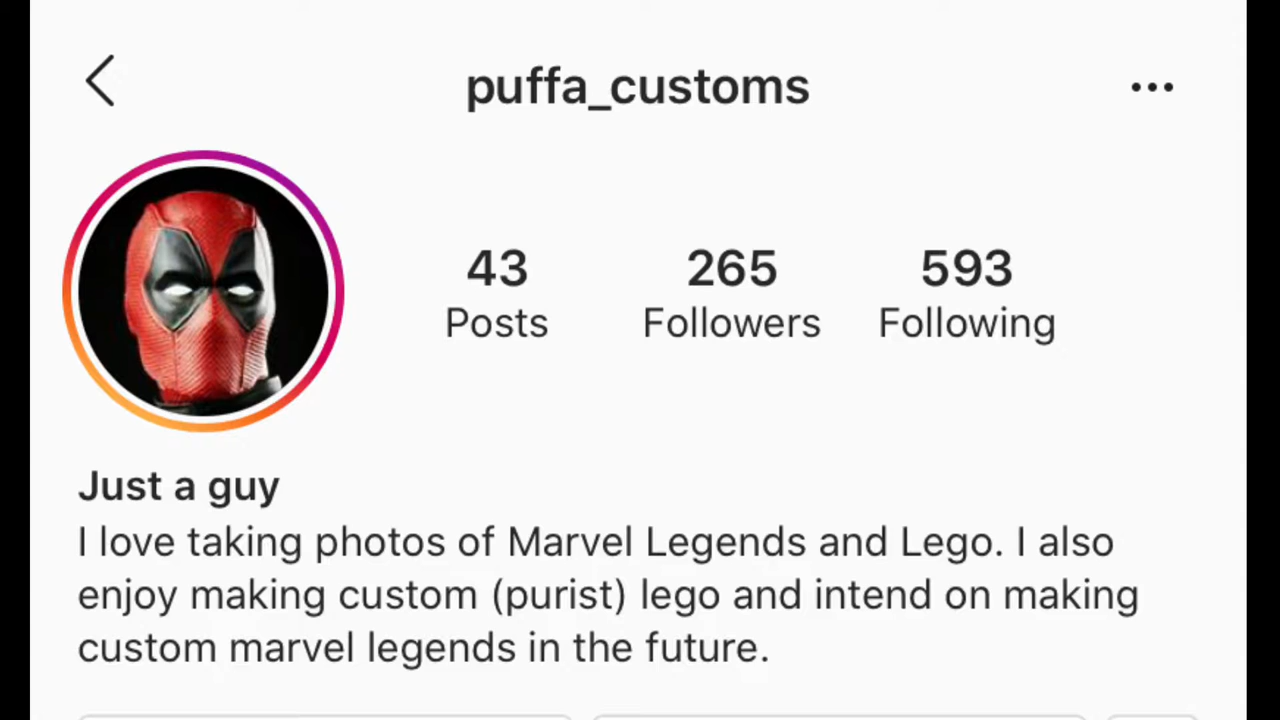 puffa_customs
43
Posts
265
Followers
593
Following
Just a guy
I love taking photos of Marvel Legends and Lego. I also
enjoy making custom (purist) lego and intend on making
custom marvel legends in the future.